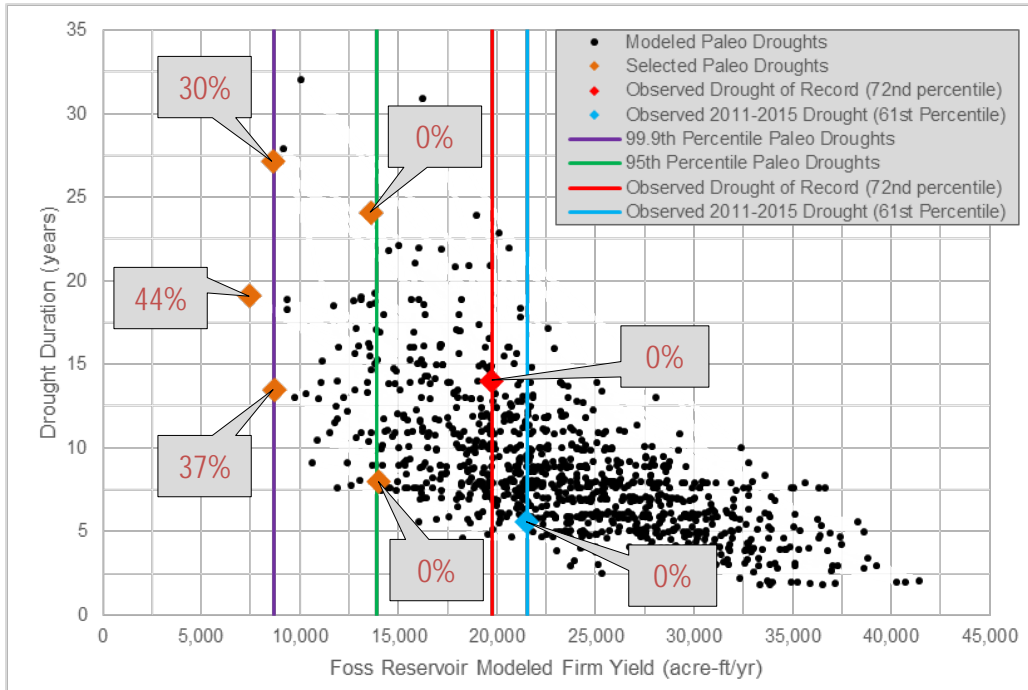 35
30
25
20
15
10
5
0
Drought Duration (years)
30%
0%
44%
0%
37%
0%
0%
Modeled Paleo Droughts
Selected Paleo Droughts
Observed Drought of Record (72nd percentile)
Observed 2011-2015 Drought (61st Percentile)
99.9th Percentile Paleo Droughts
95th Percentile Paleo Droughts
Observed Drought of Record (72nd percentile)
Observed 2011-2015 Drought (61st Percentile)
0 5,000 10,000 15,000 20,000 25,000 30,000 35,000 40,000 45,000
Foss Reservoir Modeled Firm Yield (acre-ft/yr)